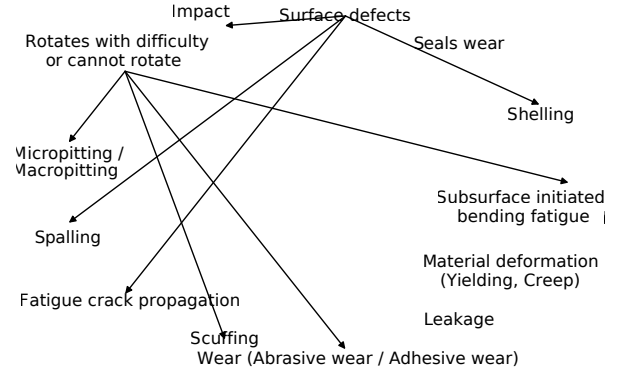 Impact
Surface defects
Rotates with difficulty
or cannot rotate
Seals wear
Shelling
Micropitting /
Macropitting
Subsurface initiated
bending fatigue
Spalling
Material deformation
(Yielding, Creep)
Fatigue crack propagation
Leakage
Scuffing
Wear (Abrasive wear / Adhesive wear)